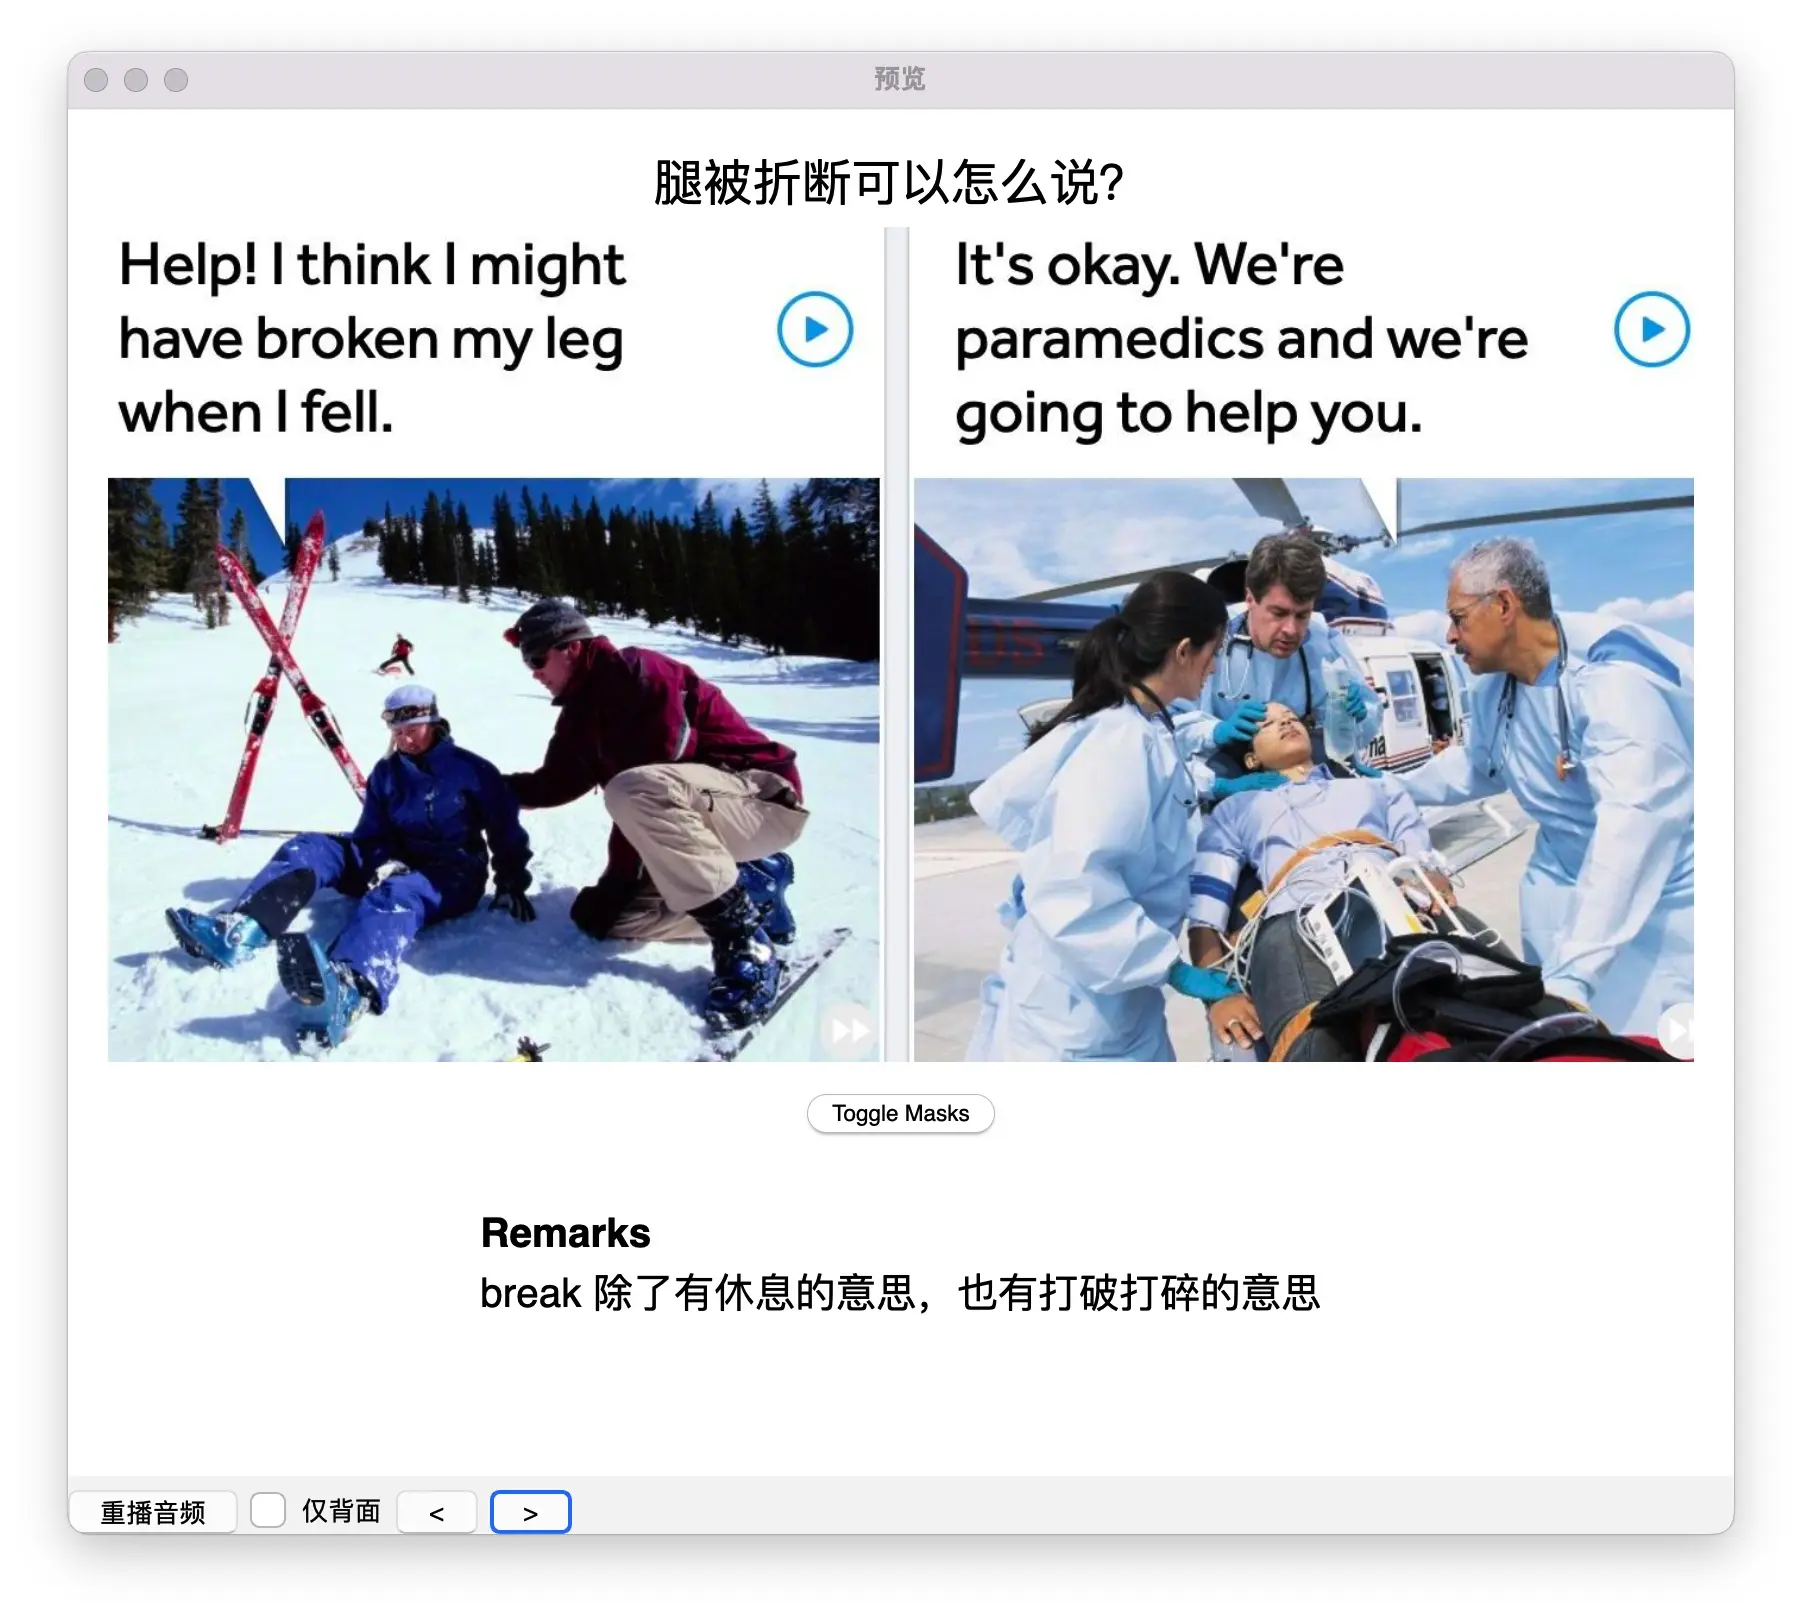 预览
腿被折断可以怎么说？
Help! I think I might
have broken my leg
when I fell.
It's okay. We're
paramedics and we're
going to help you.
US
na
Toggle Masks
Remarks
break 除了有休息的意思，也有打破打碎的意思
重播音频
仅背面
<
>